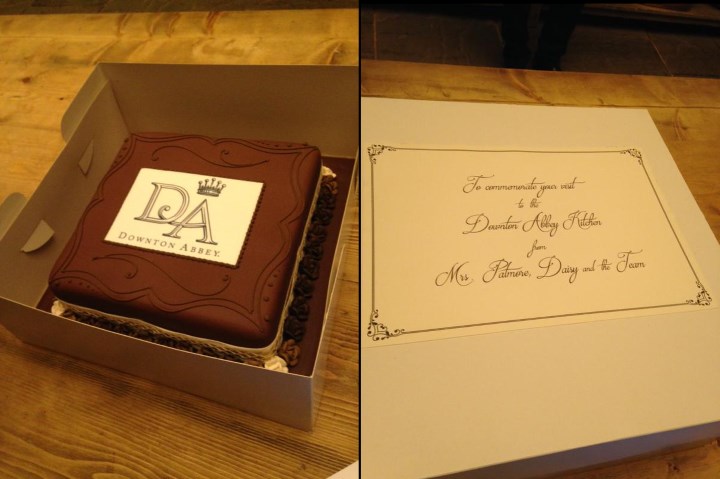 DA
DOWNTON ABBEY.
To commemorate your visit
to the
Downton Abbey Kitchen
from
Mrs. Patmore, Daisy and the Team